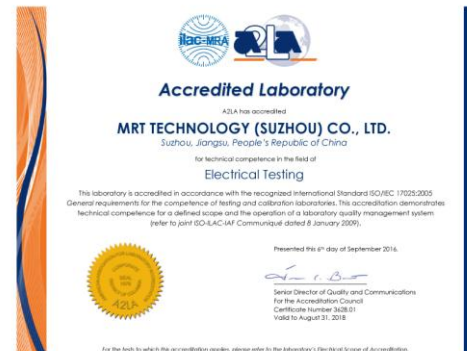 ilac-MRA
A2LA
Accredited Laboratory
A2LA has accredited
MRT TECHNOLOGY (SUZHOU) CO., LTD.
Suzhou, Jiangsu, People's Republic of China
for technical competence in the field of
Electrical Testing
This laboratory is accredited in accordance with the recognized International Standard ISO/IEC 17025:2005
General requirements for the competence of testing and calibration laboratories. This accreditation demonstrates
technical competence for a defined scope and the operation of a laboratory quality management system
(refer to joint ISO-ILAC-IAF Communiqué dated 8 January 2009).
Presented this 6th day of September 2016.
Senior Director of Quality and Communications
For the Accreditation Council
Certificate Number 3628.01
Valid to August 31, 2018
CORPORATE
SEAL
A2LA
For the tests to which this accreditation applies, please refer to the laboratory's Electrical Scope of Accreditation.